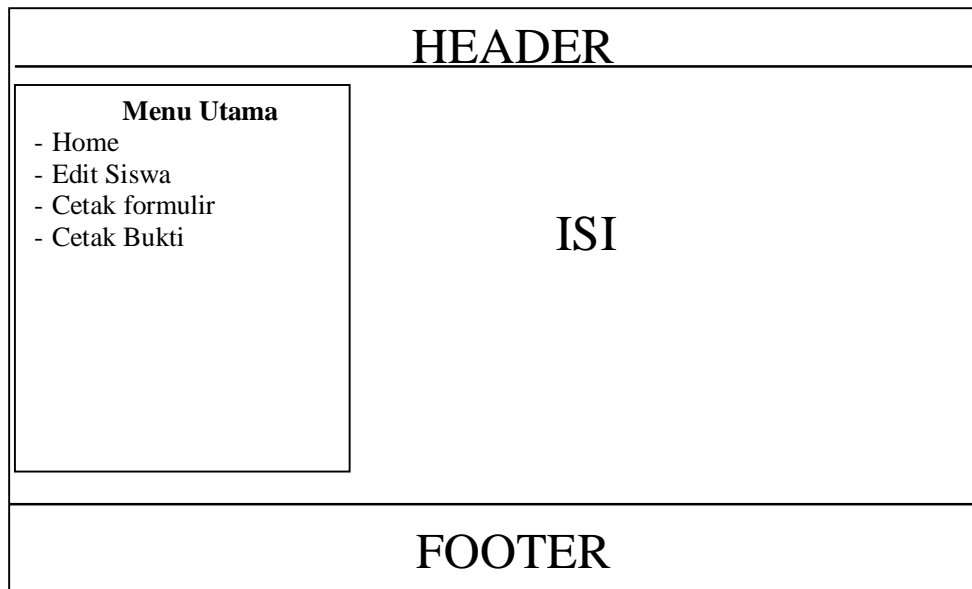 HEADER
Menu Utama
- Home
- Edit Siswa
- Cetak formulir
- Cetak Bukti
ISI
FOOTER